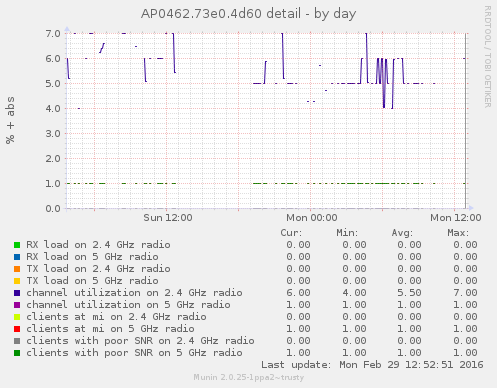 AP0462.73e0.4d60 detail - by day
RRDTOOL / TOBI OETIKER
% + abs
7.0
6.0
5.0
4.0
3.0
2.0
1.0
0.0
Sun 12:00 Mon 00:00 Mon 12:00
Cur: Min: Avg: Max:
RX load on 2.4 GHz radio 0.00 0.00 0.00 0.00
RX load on 5 GHz radio 0.00 0.00 0.00 0.00
TX load on 2.4 GHz radio 0.00 0.00 0.00 0.00
TX load on 5 GHz radio 0.00 0.00 0.00 0.00
channel utilization on 2.4 GHz radio 6.00 4.00 5.50 7.00
channel utilization on 5 GHz radio 1.00 1.00 1.00 1.00
clients at mi on 2.4 GHz radio 0.00 0.00 0.00 0.00
clients at mi on 5 GHz radio 0.00 0.00 0.00 0.00
clients with poor SNR on 2.4 GHz radio 0.00 0.00 0.00 0.00
clients with poor SNR on 5 GHz radio 0.00 0.00 0.00 0.00
Last update: Mon Feb 29 12:52:51 2016
Munin 2.0.25-1ppa2~trusty